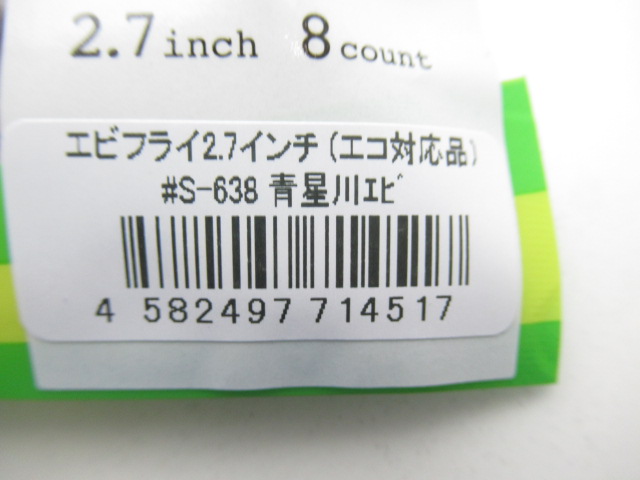 2.7inch 8count
エビフライ2.7インチ(エコ対応品)
#S-638 青星川ｴﾋﾞ
4 582497 714517